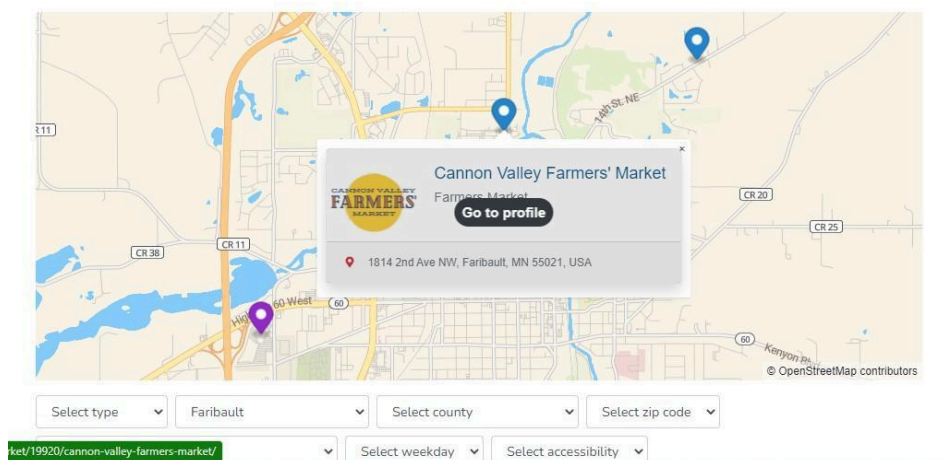 14th St. NE
R 11
×
Cannon Valley Farmers' Market
CANNON VALLEY
FARMERS'
MARKET
Farmers Market
Go to profile
CR 20
CR 25
CR 11
CR 38
1814 2nd Ave NW, Faribault, MN 55021, USA
60 West
60
60
Kenyon
© OpenStreetMap contributors
Select type
Faribault
Select county
Select zip code
rket/19920/cannon-valley-farmers-market/
Select weekday
Select accessibility